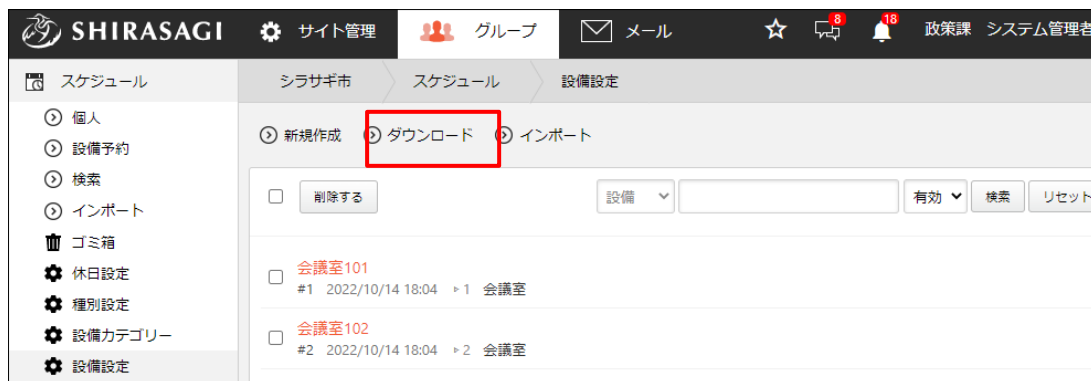 SHIRASAGI サイト管理 グループ メール 8 18 政策課 システム管理者
スケジュール シラサギ市 スケジュール 設備設定
個人
新規作成 ダウンロード インポート
設備予約
検索
削除する 設備 有効 検索 リセット
インポート
ゴミ箱
休日設定
会議室101
#1 2022/10/14 18:04 1 会議室
種別設定
会議室102
設備カテゴリー
#2 2022/10/14 18:04 2 会議室
設備設定